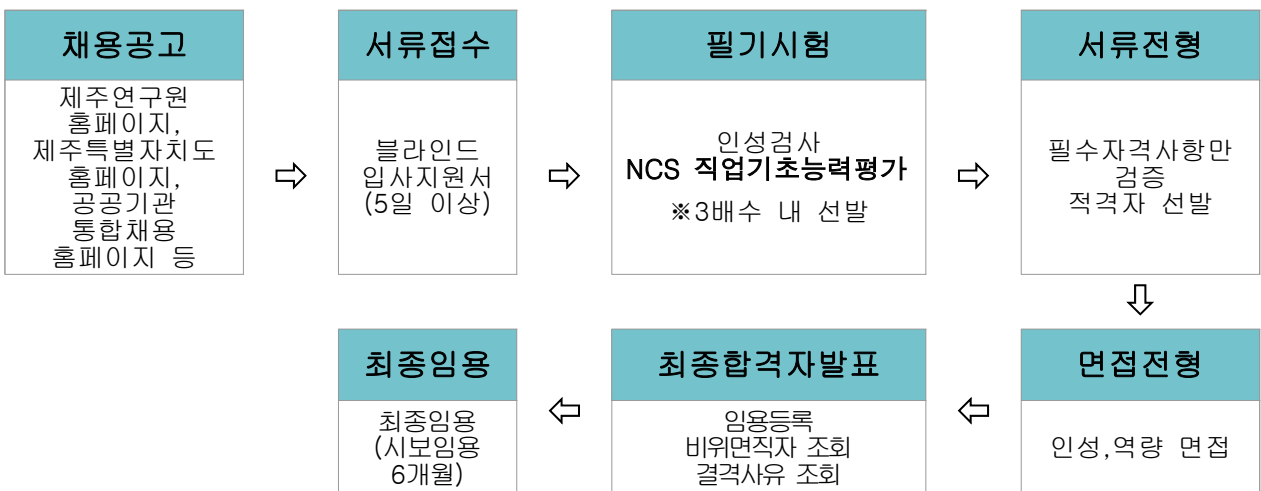 채용공고
제주연구원
홈페이지,
제주특별자치도
홈페이지,
공공기관
통합채용
홈페이지 등
⇨
서류접수
블라인드
입사지원서
(5일 이상)
⇨
필기시험
인성검사
NCS 직업기초능력평가
※3배수 내 선발
⇨
서류전형
필수자격사항만
검증
적격자 선발
⇩
면접전형
인성,역량 면접
⇦
최종합격자발표
임용등록
비위면직자 조회
결격사유 조회
⇦
최종임용
최종임용
(시보임용
6개월)